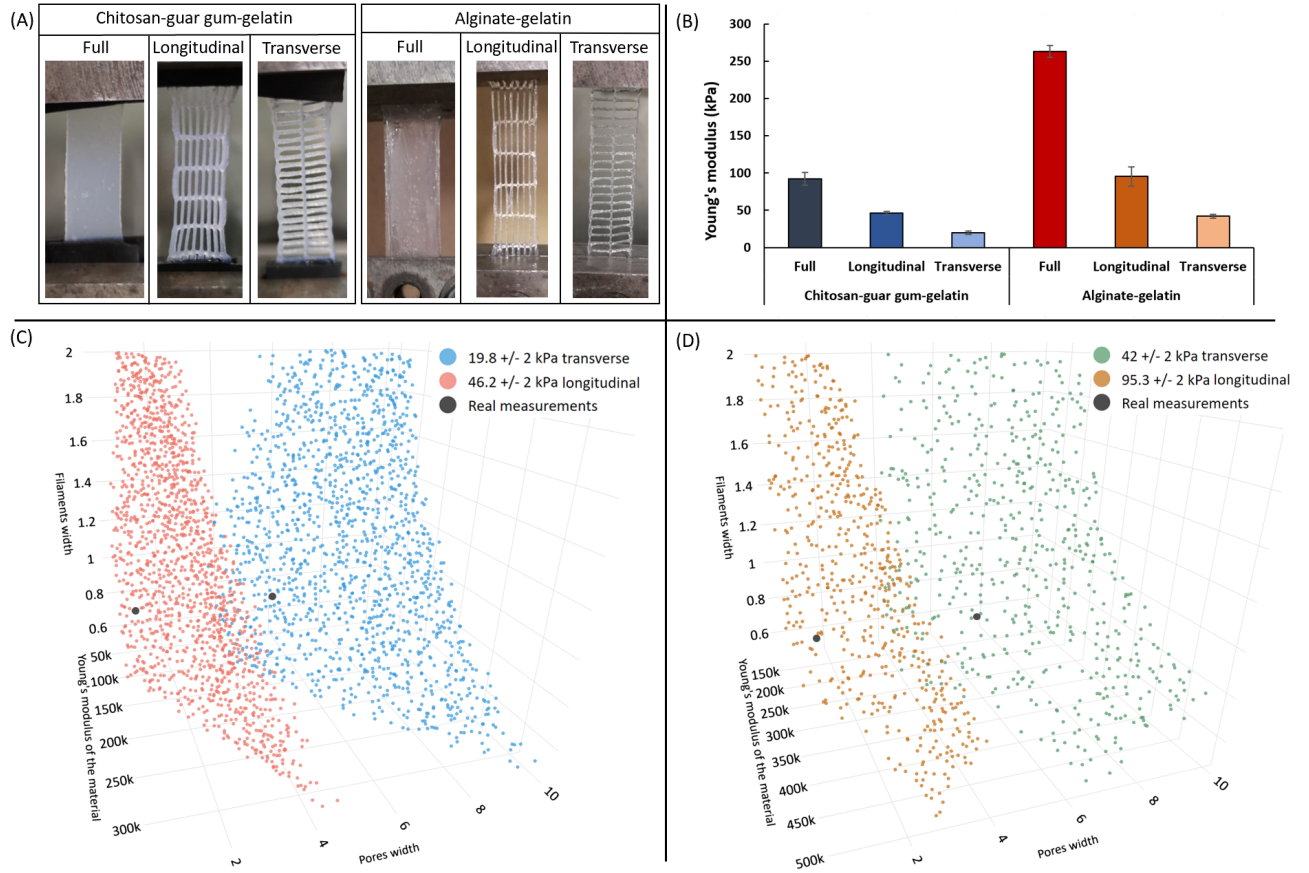 (A)
Chitosan-guar gum-gelatin
Alginate-gelatin
Full
Longitudinal
Transverse
Full
Longitudinal
Transverse
(B)
300
250
200
150
100
50
0
Young's modulus (kPa)
Full
Longitudinal
Transverse
Full
Longitudinal
Transverse
Chitosan-guar gum-gelatin
Alginate-gelatin
(C)
19.8 +/- 2 kPa transverse
46.2 +/- 2 kPa longitudinal
Real measurements
2
1.8
1.6
1.4
1.2
1
0.8
0.6
Filaments width
50k
100k
150k
200k
250k
300k
Young's modulus of the material
2
4
6
8
10
Pores width
(D)
42 +/- 2 kPa transverse
95.3 +/- 2 kPa longitudinal
Real measurements
2
1.8
1.6
1.4
1.2
1
0.8
0.6
Filaments width
150k
200k
250k
300k
350k
400k
450k
500k
Young's modulus of the material
2
4
6
8
10
Pores width